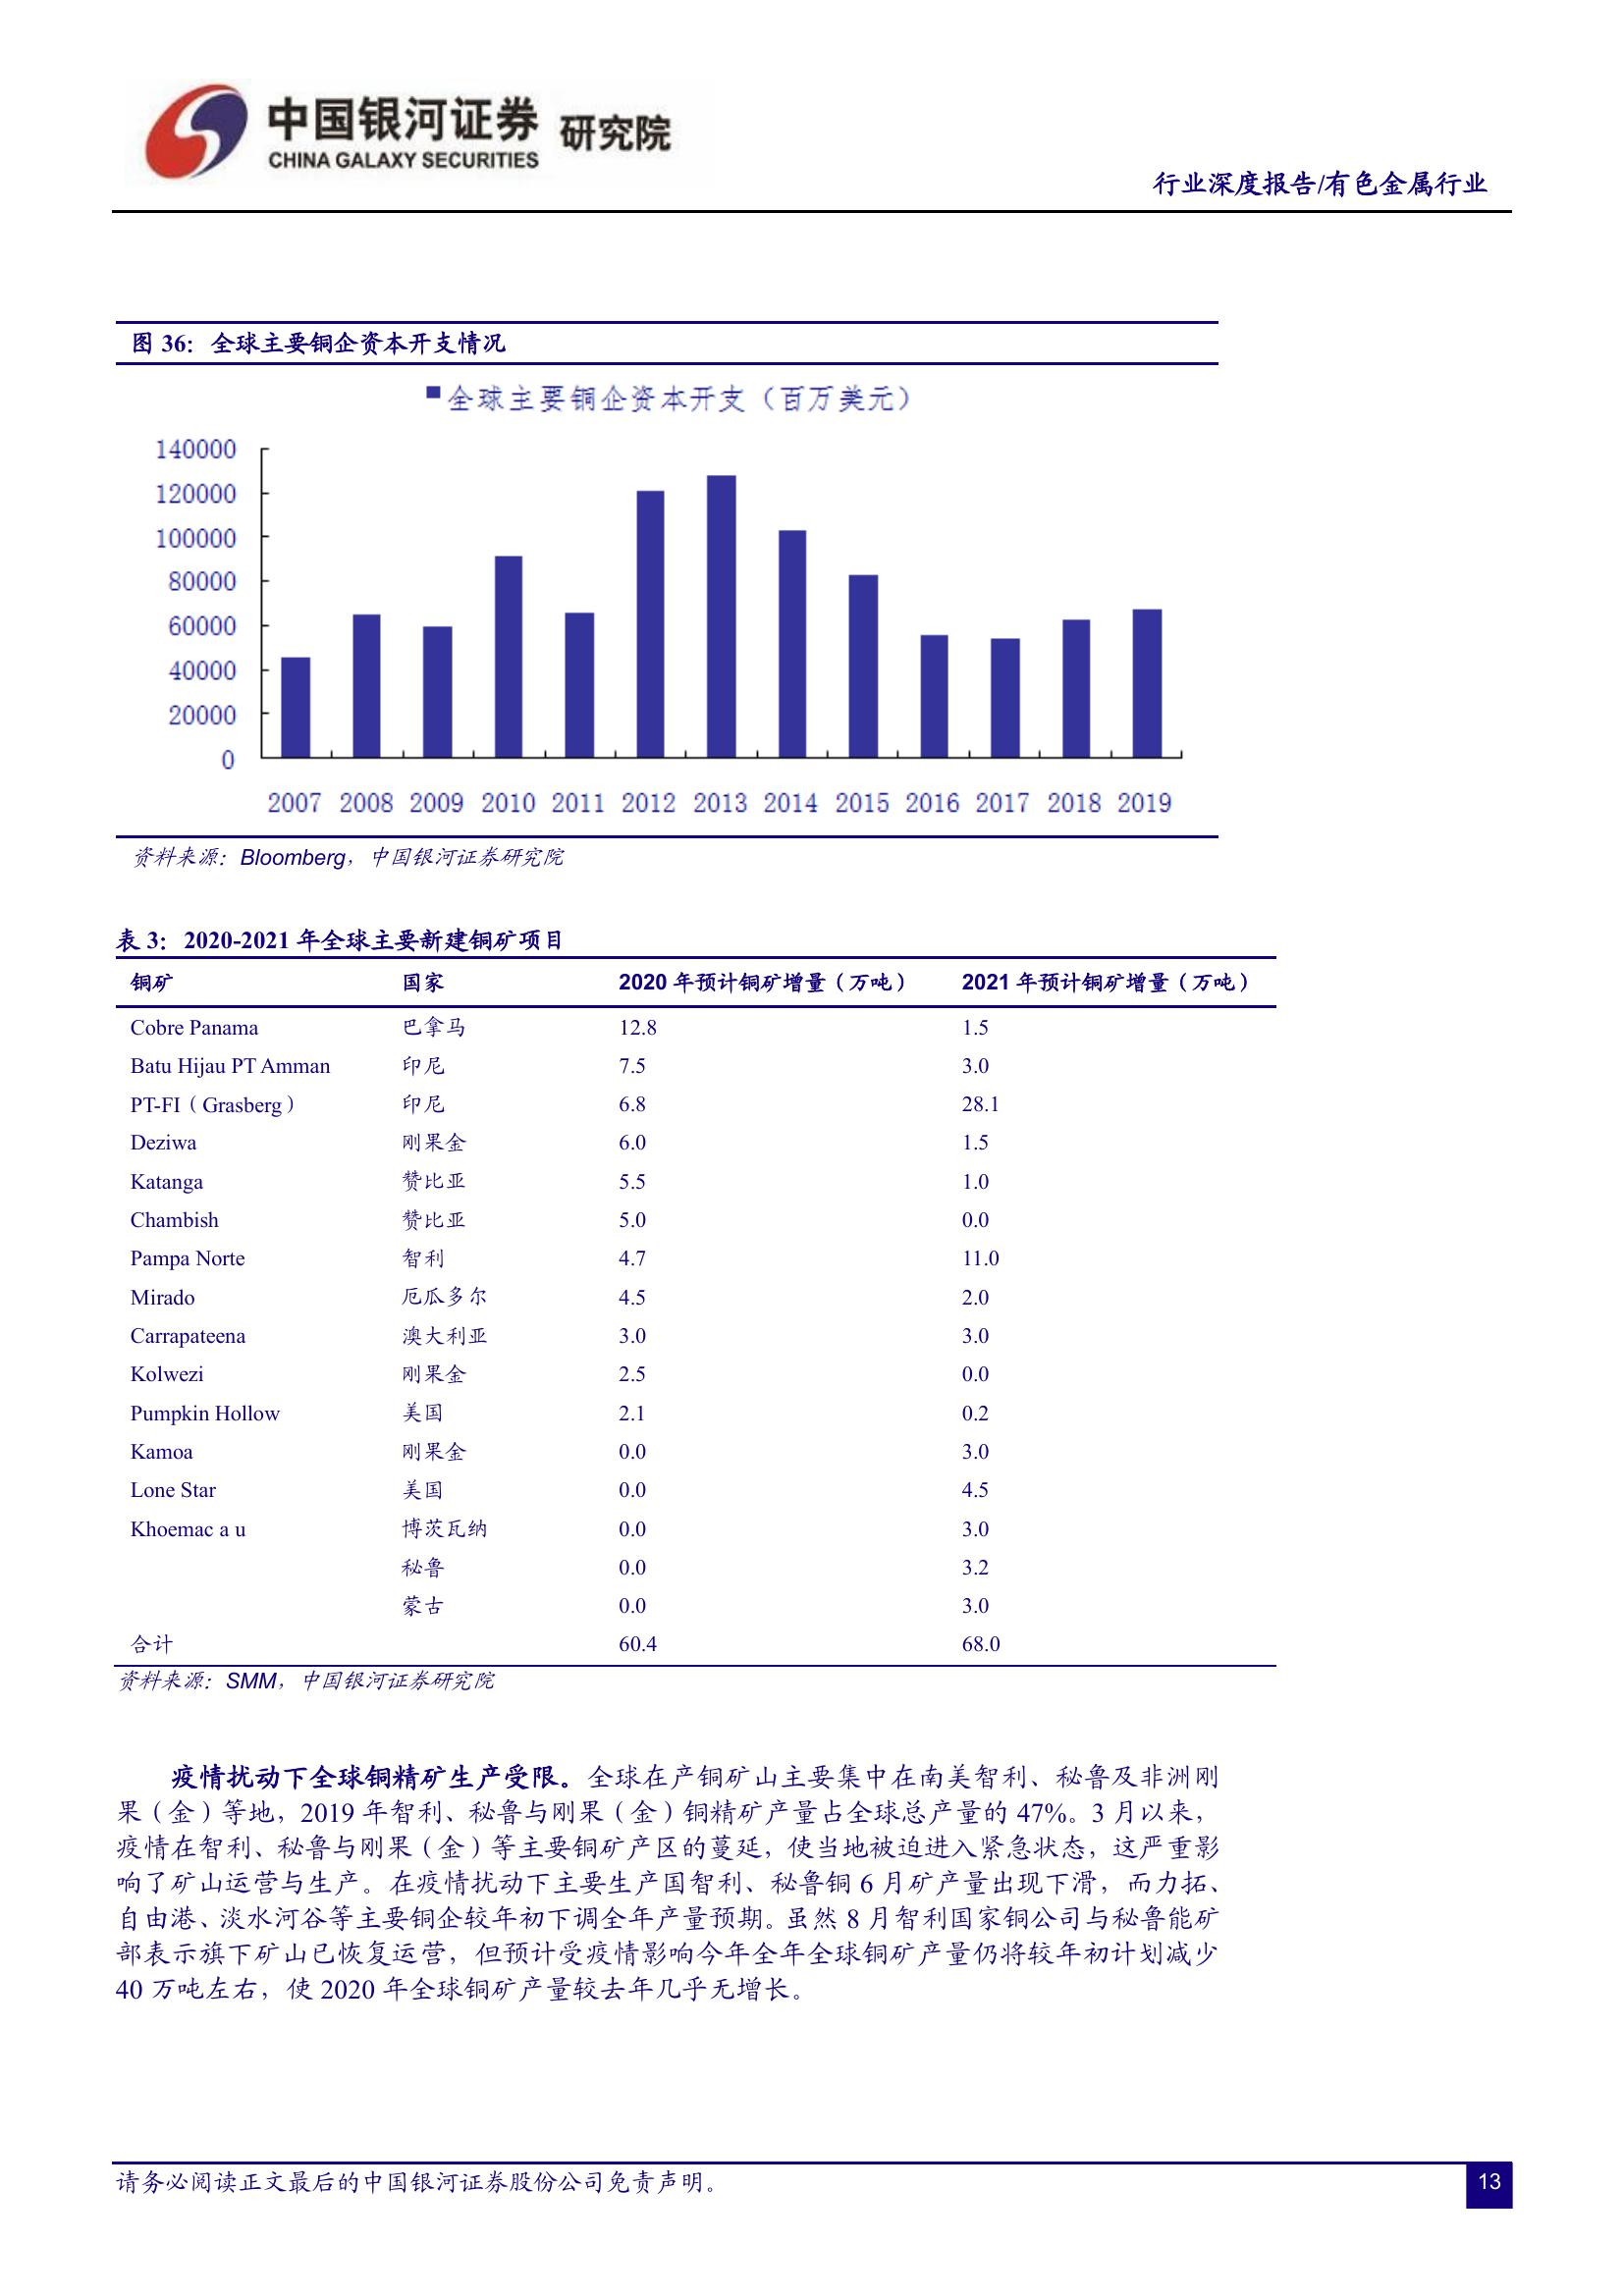 中国银河证券 研究院
CHINA GALAXY SECURITIES
行业深度报告/有色金属行业
图 36：全球主要铜企资本开支情况
全球主要铜企资本开支（百万美元）
140000
120000
100000
80000
60000
40000
20000
0
2007 2008 2009 2010 2011 2012 2013 2014 2015 2016 2017 2018 2019
资料来源：Bloomberg，中国银河证券研究院
表 3：2020-2021 年全球主要新建铜矿项目
铜矿 国家 2020 年预计铜矿增量（万吨） 2021 年预计铜矿增量（万吨）
Cobre Panama 巴拿马 12.8 1.5
Batu Hijau PT Amman 印尼 7.5 3.0
PT-FI（Grasberg） 印尼 6.8 28.1
Deziwa 刚果金 6.0 1.5
Katanga 赞比亚 5.5 1.0
Chambish 赞比亚 5.0 0.0
Pampa Norte 智利 4.7 11.0
Mirado 厄瓜多尔 4.5 2.0
Carrapateena 澳大利亚 3.0 3.0
Kolwezi 刚果金 2.5 0.0
Pumpkin Hollow 美国 2.1 0.2
Kamoa 刚果金 0.0 3.0
Lone Star 美国 0.0 4.5
Khoemac a u 博茨瓦纳 0.0 3.0
秘鲁 0.0 3.2
蒙古 0.0 3.0
合计 60.4 68.0
资料来源：SMM，中国银河证券研究院
疫情扰动下全球铜精矿生产受限。全球在产铜矿山主要集中在南美智利、秘鲁及非洲刚
果（金）等地，2019 年智利、秘鲁与刚果（金）铜精矿产量占全球总产量的 47%。3 月以来，
疫情在智利、秘鲁与刚果（金）等主要铜矿产区的蔓延，使当地被迫进入紧急状态，这严重影
响了矿山运营与生产。在疫情扰动下主要生产国智利、秘鲁铜 6 月矿产量出现下滑，而力拓、
自由港、淡水河谷等主要铜企较年初下调全年产量预期。虽然 8 月智利国家铜公司与秘鲁能矿
部表示旗下矿山已恢复运营，但预计受疫情影响今年全年全球铜矿产量仍将较年初计划减少
40 万吨左右，使 2020 年全球铜矿产量较去年几乎无增长。
请务必阅读正文最后的中国银河证券股份公司免责声明。
13